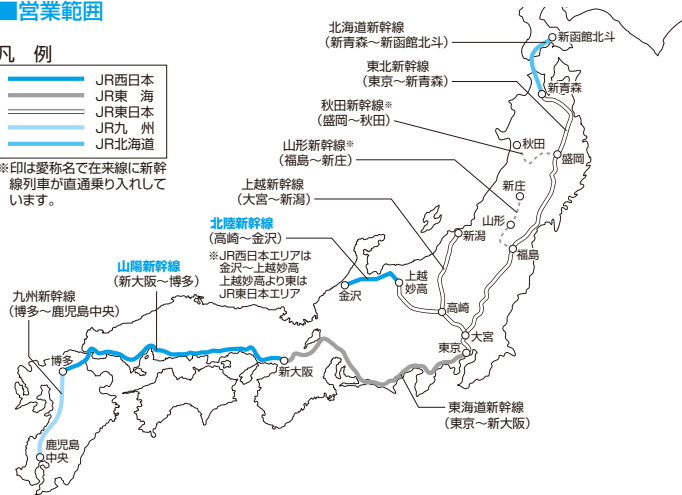 ■営業範囲
凡 例
JR西日本
JR東 海
JR東日本
JR九 州
JR北海道
※印は愛称名で在来線に新幹
線列車が直通乗り入れして
います。
北海道新幹線
(新青森~新函館北斗)
新函館北斗
東北新幹線
(東京~新青森)
新青森
秋田新幹線※
(盛岡~秋田)
秋田
盛岡
山形新幹線※
(福島~新庄)
新庄
山形
上越新幹線
(大宮~新潟)
新潟
福島
北陸新幹線
(高崎~金沢)
※JR西日本エリアは
金沢~上越妙高
上越妙高より東は
JR東日本エリア
金沢
上越
妙高
高崎
大宮
東京
山陽新幹線
(新大阪~博多)
九州新幹線
(博多~鹿児島中央)
博多
新大阪
東海道新幹線
(東京~新大阪)
鹿児島
中央